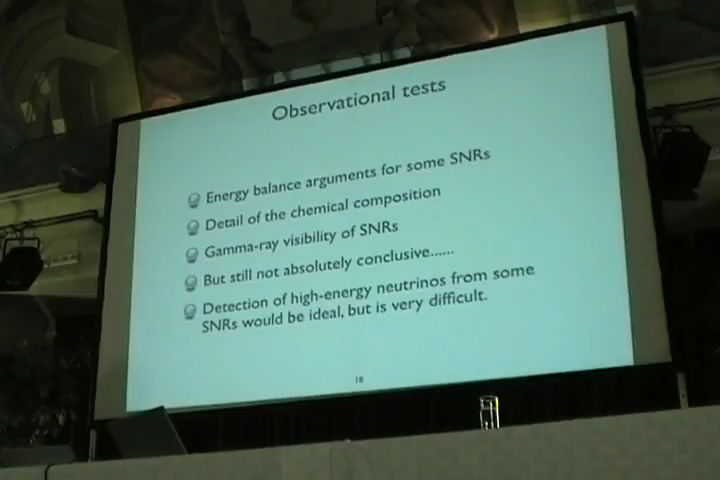 Observational tests
Energy balance arguments for some SNRs
Detail of the chemical composition
Gamma-ray visibility of SNRs
But still not absolutely conclusive......
Detection of high-energy neutrinos from some
SNRs would be ideal, but is very difficult.
18